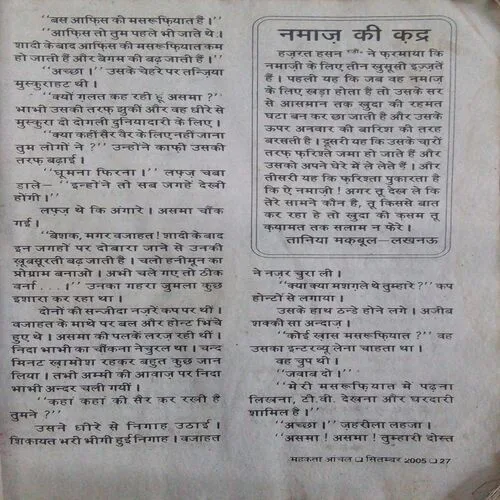 “बस आफ़िस की मसरूफ़ियात हैं।”
“आफ़िस तो तुम पहले भी जाते थे।
शादी के बाद आफ़िस की मसरूफ़ियात कम
हो जाती हैं और बेगम की बढ़ जाती हैं।”
“अच्छा।” उसके चेहरे पर तन्ज़िया
मुस्कुराहट थी।
“क्यों गलत कह रही हूं असमा?”
भाभी उसकी तरफ़ झुकीं और वह धीरे से
मुस्कुरा दी दोगली दुनियादारी के लिए।
“क्या कहीं सैर वैर के लिए नहीं जाना
तुम लोगों ने?” उन्होंने काफ़ी उसकी
तरफ़ बढ़ाई।
“घूमना फिरना।” लफ़्ज़ चबा
डाले– “इन्होंने तो सब जगहें देखी
होंगी।”
लफ़्ज़ थे कि अंगारे। असमा चौंक
गई।
“बेशक, मगर वजाहत! शादी के बाद
इन जगहों पर दोबारा जाने से उनकी
ख़ूबसूरती बढ़ जाती है। चलो हनीमून का
प्रोग्राम बनाओ। अभी चले गए तो ठीक
वर्ना . . .।” उनका गहरा जुमला कुछ
इशारा कर रहा था।
दोनों की सन्जीदा नज़रें कप पर थीं।
वजाहत के माथे पर बल और होन्ट भिंचे
हुए थे। असमा की पलकें लरज़ रही थीं।
निदा भाभी का चौंकना नेचुरल था। चन्द
मिनट ख़ामोश रहकर बहुत कुछ जान
लिया। तभी अम्मी की आवाज़ पर निदा
भाभी अन्दर चली गयीं।
“कहां कहां की सैर कर रखी है
तुमने?”
उसने धीरे से निगाह उठाई।
शिकायत भरी भीगी हुई निगाह। वजाहत
नमाज़ की कद्र
हज़रत हसन रज़ी॰ ने फ़रमाया कि
नमाज़ी के लिए तीन ख़ुसूसी इज़्ज़तें
हैं। पहली यह कि जब वह नमाज़
के लिए खड़ा होता है तो उसके सर
से आसमान तक ख़ुदा की रहमत
घटा बन कर छा जाती है और उसके
ऊपर अनवार की बारिश की तरह
बरसती है। दूसरी यह कि उसके चारों
तरफ़ फ़रिश्ते जमा हो जाते हैं और
उसको अपने घेरे में ले लेते हैं। और
तीसरी यह कि फ़रिश्ता पुकारता है
कि ऐ नमाज़ी! अगर तू देख ले कि
तेरे सामने कौन है, तू किससे बात
कर रहा है तो ख़ुदा की क़सम तू
क़यामत तक सलाम न फेरे।
तानिया मक़बूल–लखनऊ
ने नज़र चुरा ली।
“क्या क्या मशग़ले थे तुम्हारे?” कप
होन्टों से लगाया।
उसके हाथ ठन्डे होने लगे। अजीब
शक्की सा अन्दाज़।
“कोई ख़ास मसरूफ़ियात?” वह
उसका इन्टरव्यू लेना चाहता था।
वह चुप थी।
“जवाब दो।”
“मेरी मसरूफ़ियात में पढ़ना
लिखना, टी.वी. देखना और घरदारी
शामिल है।”
“अच्छा।” ज़हरीला लहजा।
“असमा! असमा! तुम्हारी दोस्त
महकता आंचल ❑ सितम्बर 2005 ❑ 27